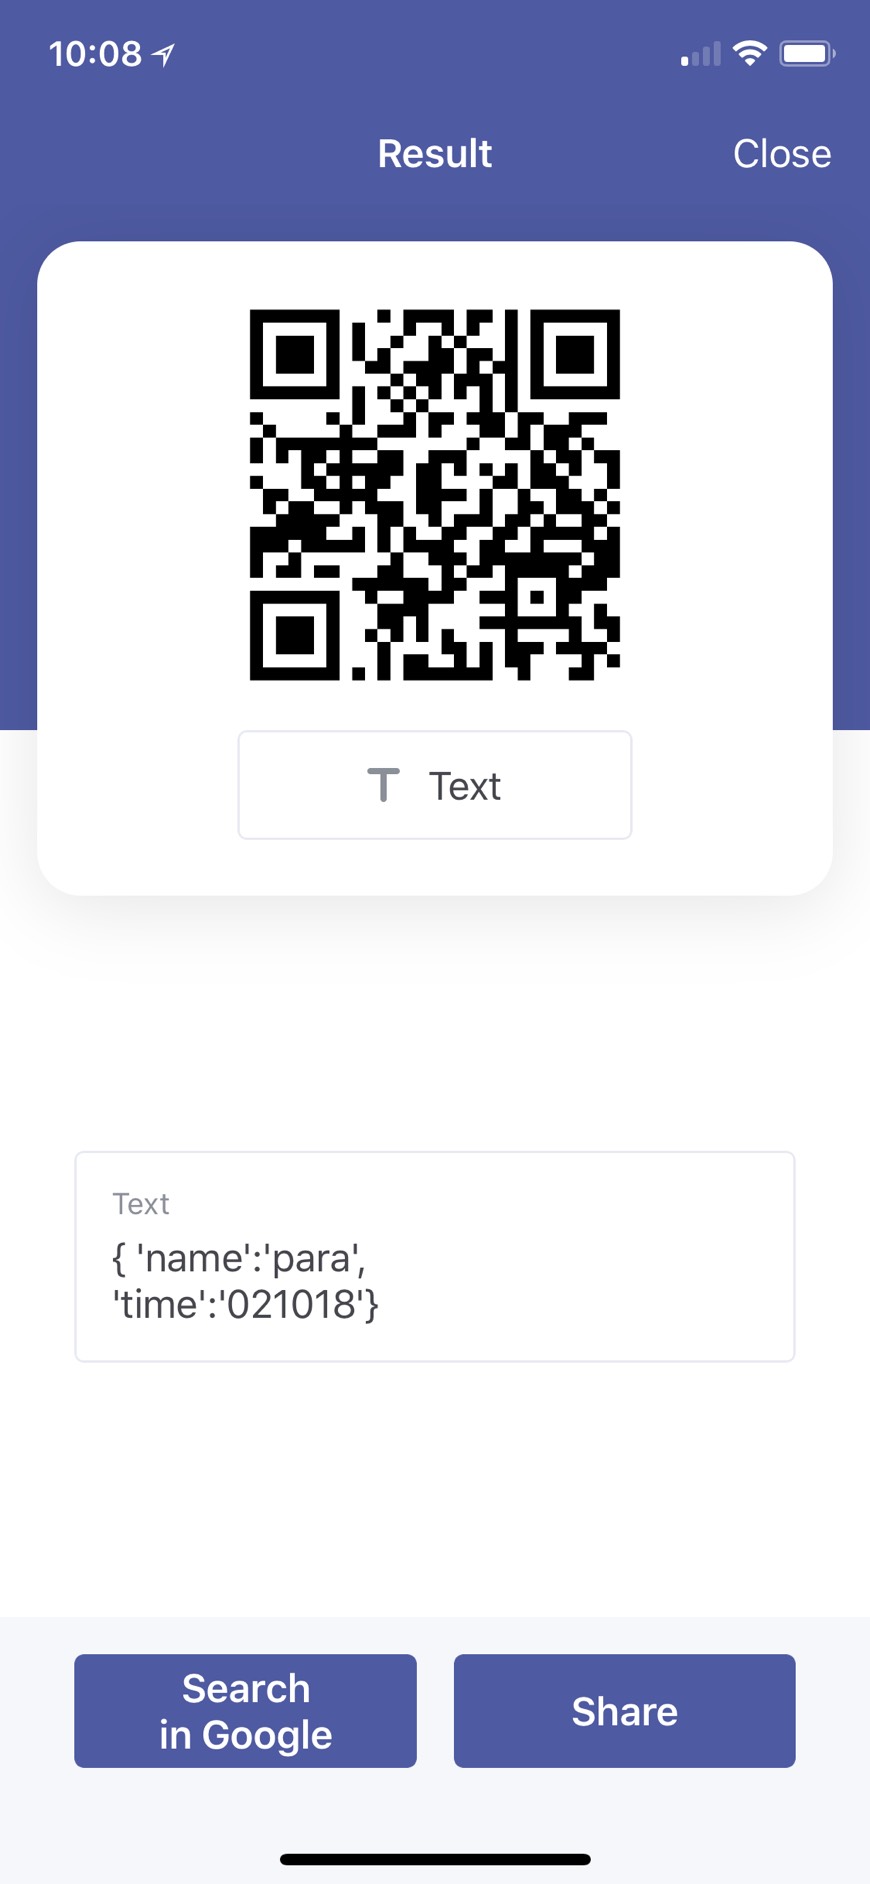 10:08
Result
Close
Text
Text
{ 'name':'para',
'time':'021018'}
Search
in Google
Share